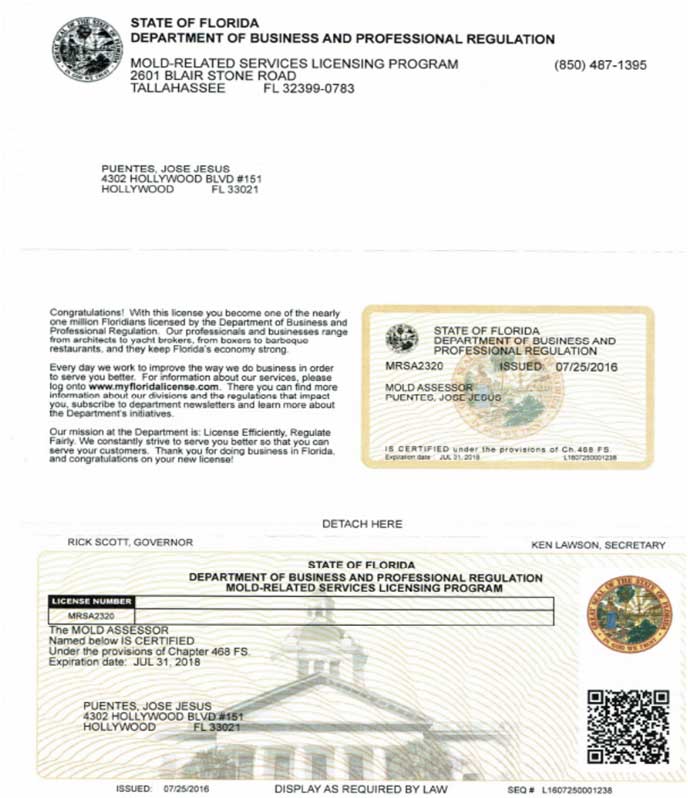 STATE OF FLORIDA
DEPARTMENT OF BUSINESS AND PROFESSIONAL REGULATION
MOLD-RELATED SERVICES LICENSING PROGRAM (850) 487-1395
2601 BLAIR STONE ROAD
TALLAHASSEE FL 32399-0783
PUENTES, JOSE JESUS
4302 HOLLYWOOD BLVD #151
HOLLYWOOD FL 33021
Congratulations! With this license you become one of the nearly
one million Floridians licensed by the Department of Business and
Professional Regulation. Our professionals and businesses range
from architects to yacht brokers, from boxers to barbeque
restaurants, and they keep Florida's economy strong.
Every day we work to improve the way we do business in order
to serve you better. For information about our services, please
log onto www.myfloridalicense.com. There you can find more
information about our divisions and the regulations that impact
you, subscribe to department newsletters and learn more about
the Department's initiatives.
Our mission at the Department is: License Efficiently, Regulate
Fairly. We constantly strive to serve you better so that you can
serve your customers. Thank you for doing business in Florida,
and congratulations on your new license!
STATE OF FLORIDA
DEPARTMENT OF BUSINESS AND
PROFESSIONAL REGULATION
MRSA2320 ISSUED: 07/25/2016
MOLD ASSESSOR
PUENTES, JOSE JESUS
IS CERTIFIED under the provisions of Ch.468 FS.
Expiration date : JUL 31, 2018 L1607250001238
DETACH HERE
RICK SCOTT, GOVERNOR KEN LAWSON, SECRETARY
STATE OF FLORIDA
DEPARTMENT OF BUSINESS AND PROFESSIONAL REGULATION
MOLD-RELATED SERVICES LICENSING PROGRAM
LICENSE NUMBER
MRSA2320
The MOLD ASSESSOR
Named below IS CERTIFIED
Under the provisions of Chapter 468 FS.
Expiration date: JUL 31, 2018
PUENTES, JOSE JESUS
4302 HOLLYWOOD BLVD #151
HOLLYWOOD FL 33021
GREAT SEAL OF THE STATE OF FLORIDA
IN GOD WE TRUST
ISSUED: 07/25/2016 DISPLAY AS REQUIRED BY LAW SEQ # L1607250001238